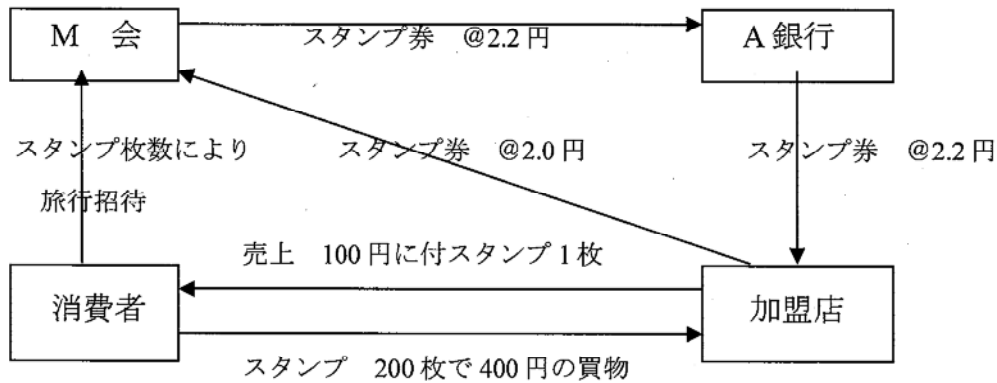 M 会
スタンプ券 @2.2 円
A 銀行
スタンプ枚数により
旅行招待
スタンプ券 @2.0 円
スタンプ券 @2.2 円
売上 100 円に付スタンプ 1 枚
消費者
加盟店
スタンプ 200 枚で 400 円の買物